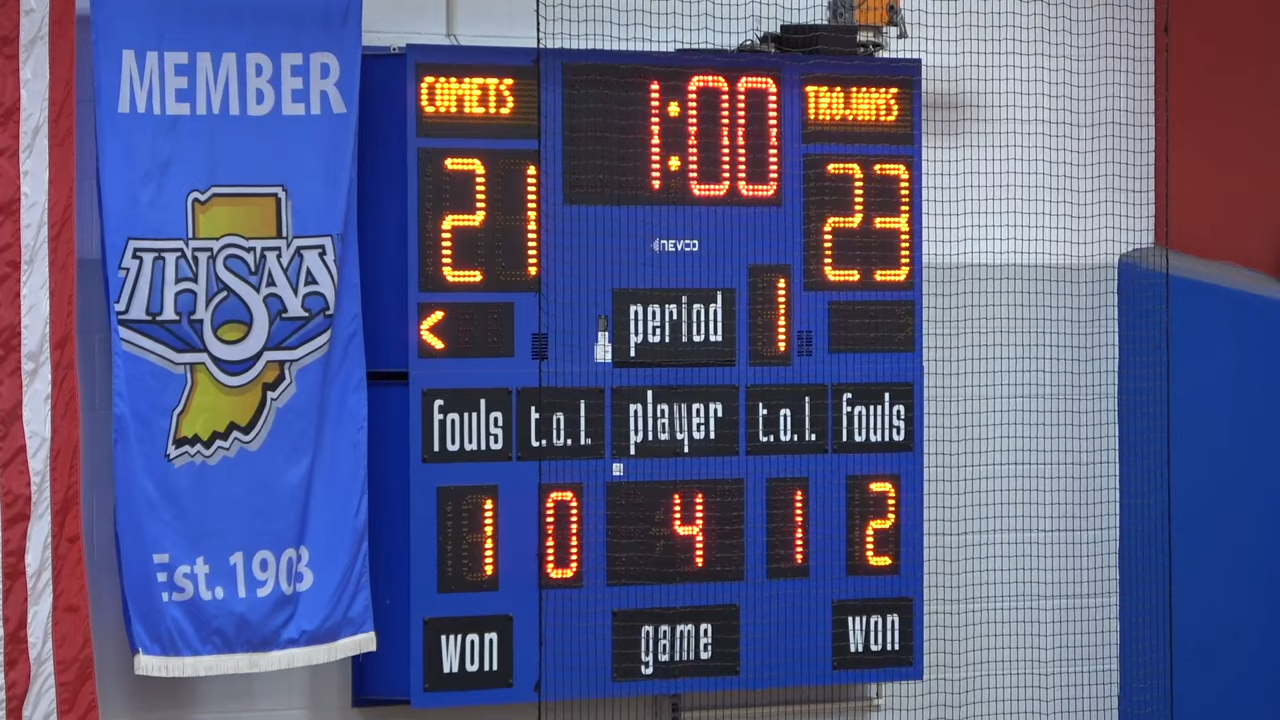 MEMBER
IHSAA
Est. 1903
COMETS
1:00
TROJANS
21
23
NEVCO
<
period
1
fouls
t.o.l.
player
t.o.l.
fouls
1
0
4
1
2
won
game
won